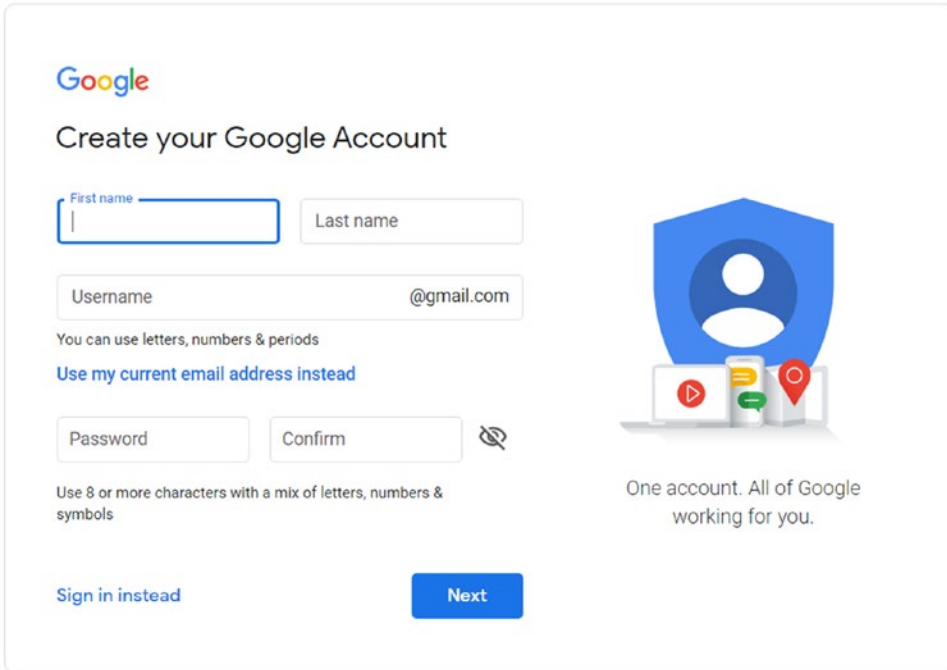 Google
Create your Google Account
First name
Last name
Username
@gmail.com
You can use letters, numbers & periods
Use my current email address instead
Password
Confirm
Use 8 or more characters with a mix of letters, numbers &
symbols
Sign in instead
Next
One account. All of Google
working for you.